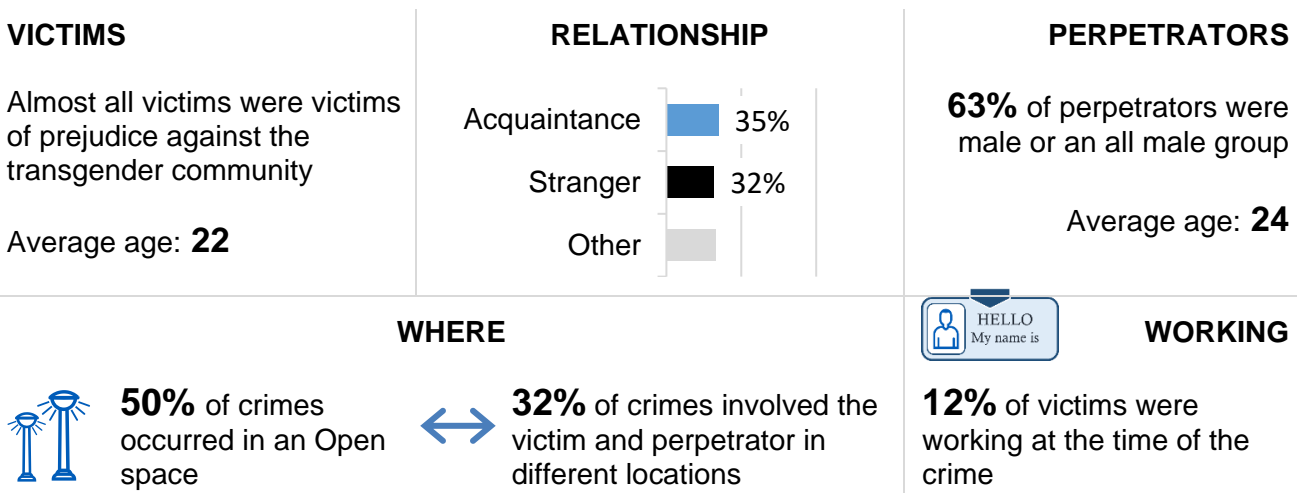 VICTIMS
Almost all victims were victims
of prejudice against the
transgender community
Average age: 22
RELATIONSHIP
Acquaintance 35%
Stranger 32%
Other
PERPETRATORS
63% of perpetrators were
male or an all male group
Average age: 24
WHERE
50% of crimes
occurred in an Open
space
32% of crimes involved the
victim and perpetrator in
different locations
HELLO
My name is
WORKING
12% of victims were
working at the time of the
crime